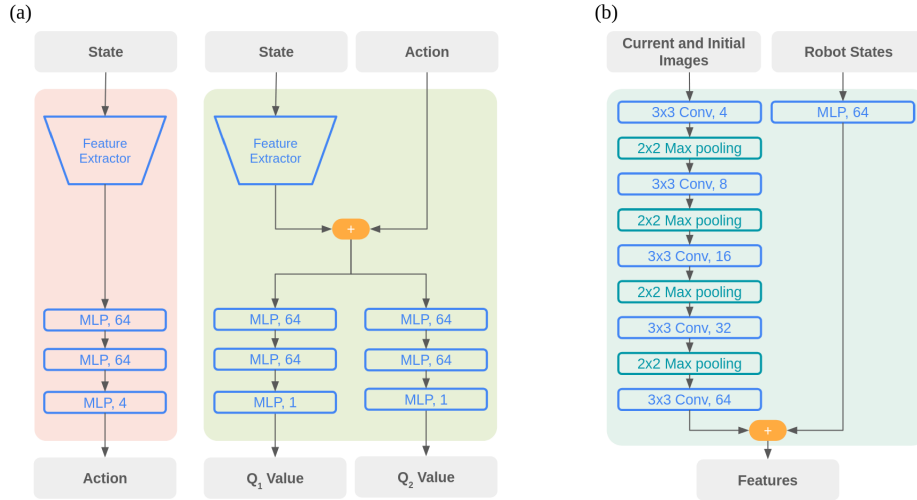 (a)
State
Feature
Extractor
MLP, 64
MLP, 64
MLP, 4
Action
State
Action
Feature
Extractor
+
MLP, 64
MLP, 64
MLP, 1
Q1 Value
MLP, 64
MLP, 64
MLP, 1
Q2 Value
(b)
Current and Initial
Images
Robot States
3x3 Conv, 4
MLP, 64
2x2 Max pooling
3x3 Conv, 8
2x2 Max pooling
3x3 Conv, 16
2x2 Max pooling
3x3 Conv, 32
2x2 Max pooling
3x3 Conv, 64
+
Features